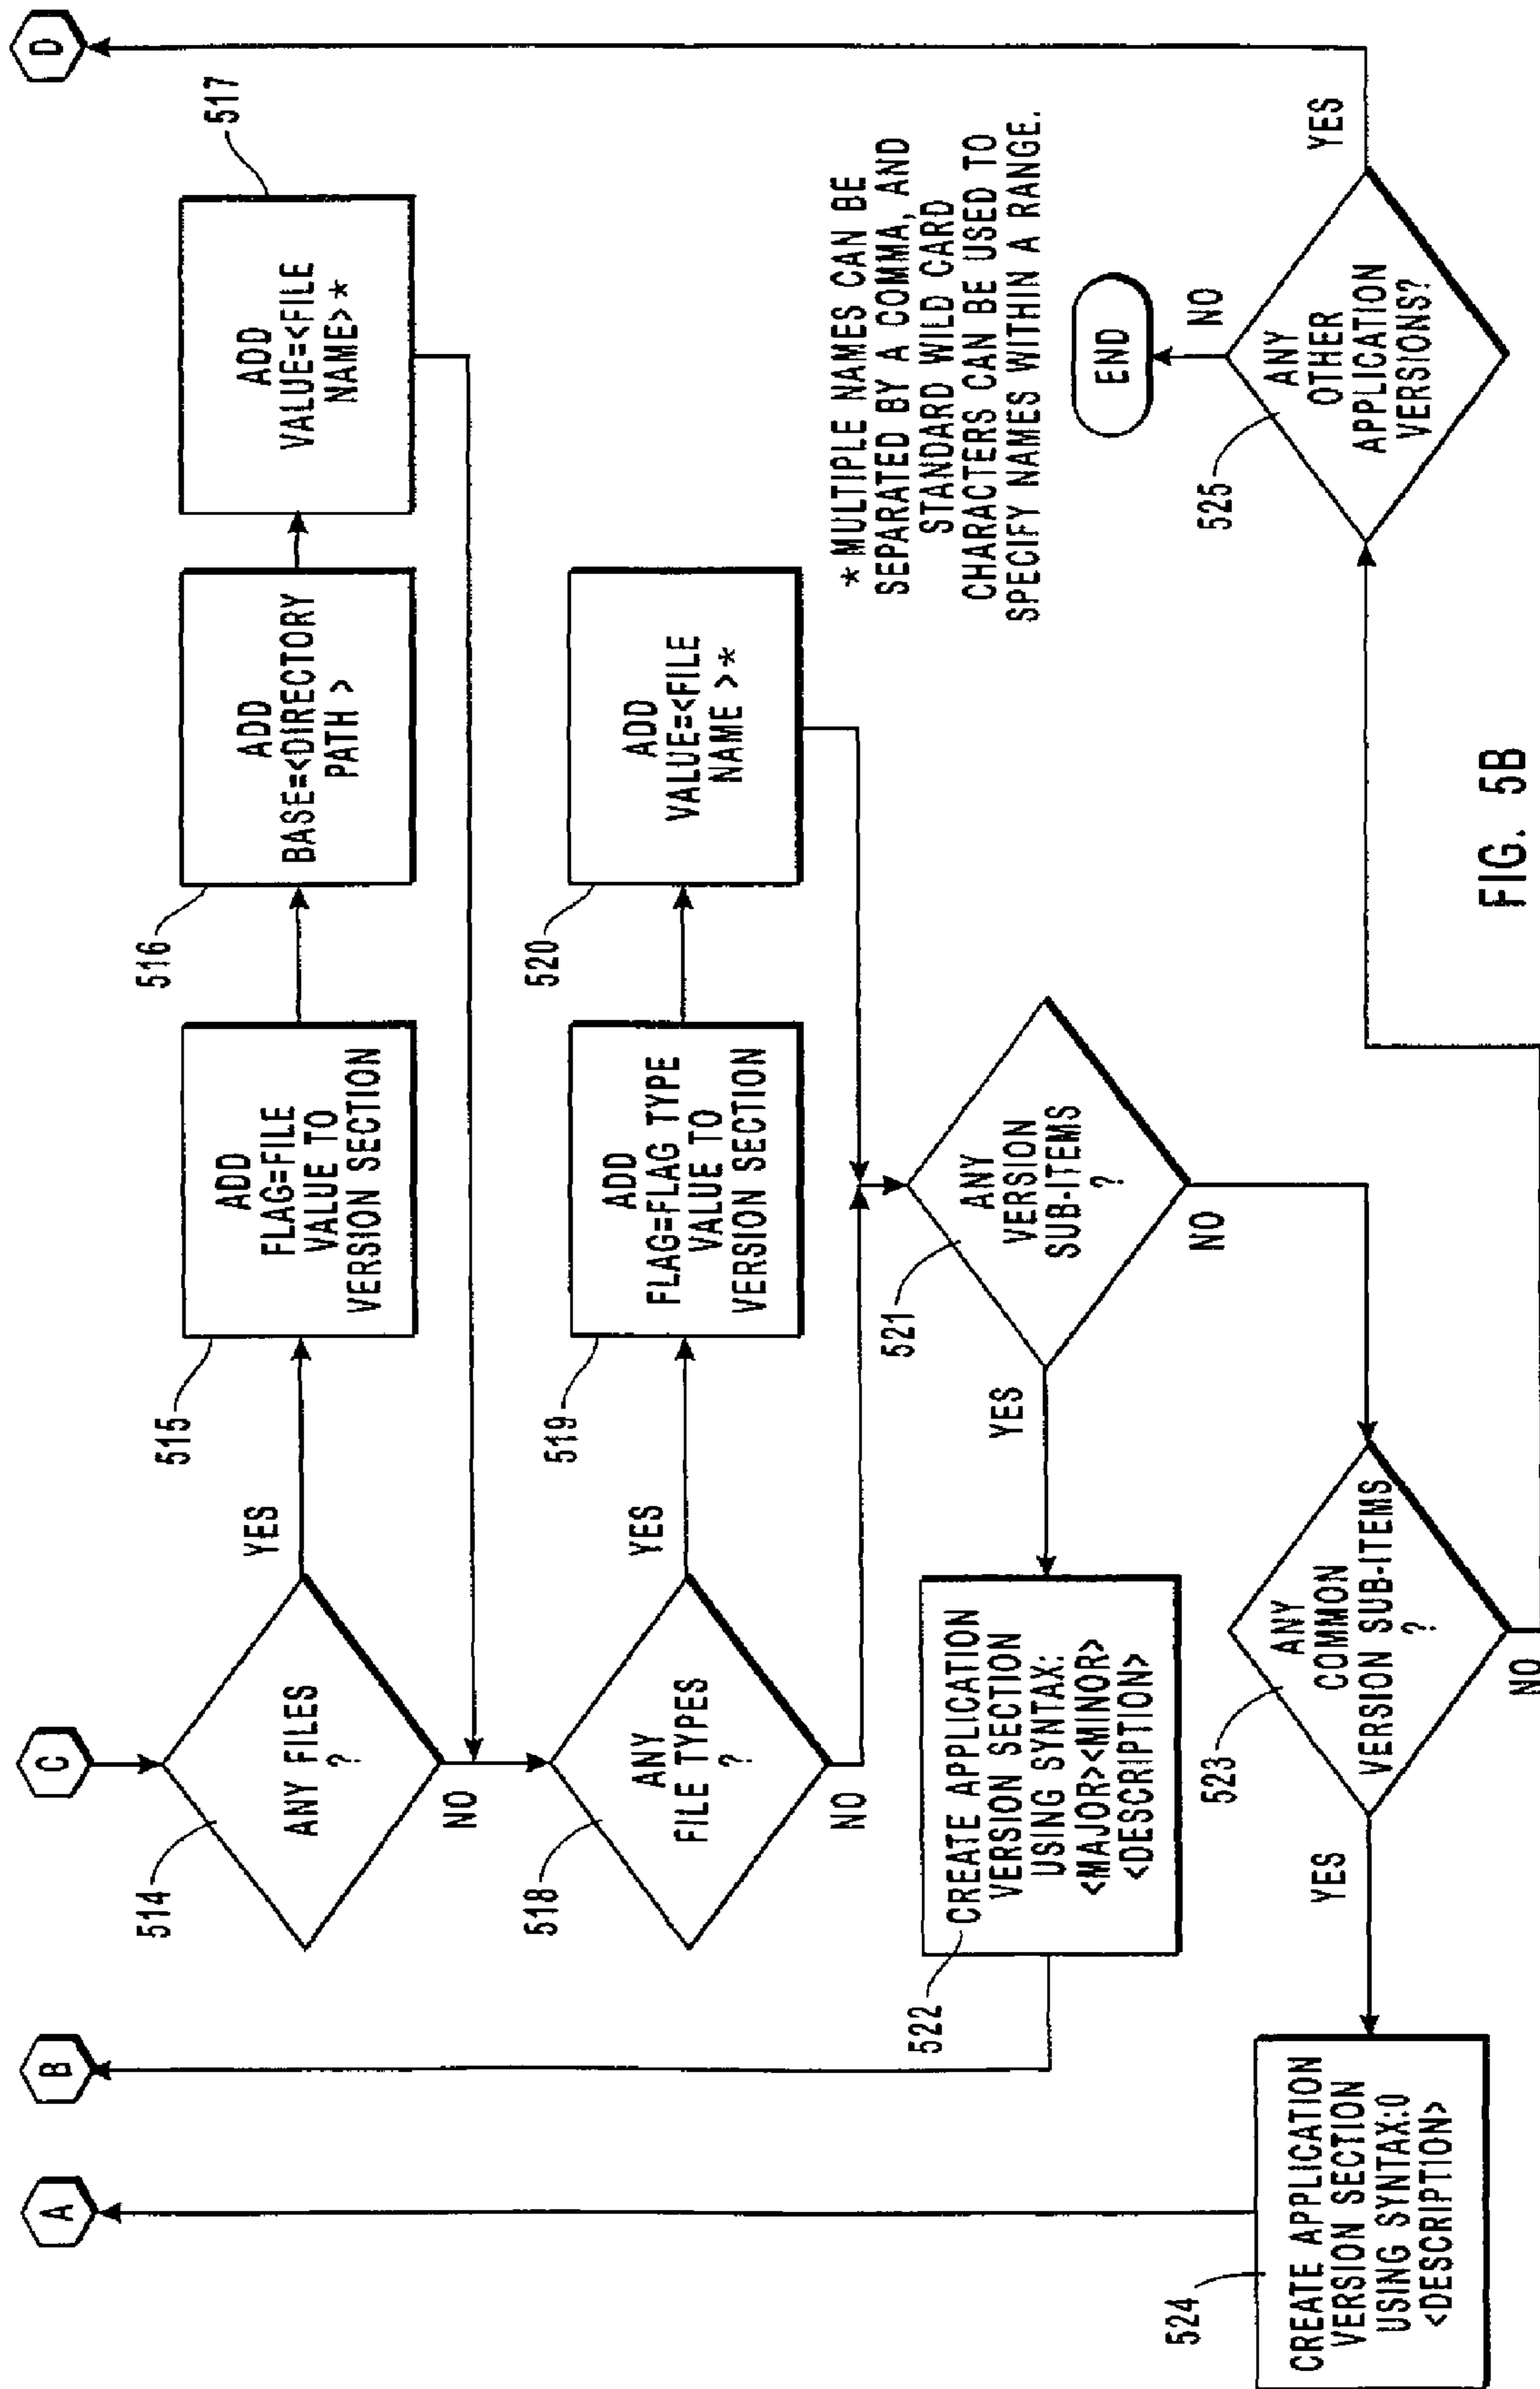 A
B
C
D
514
ANY FILES
?
YES
NO
515
ADD
FLAG=FILE
VALUE TO
VERSION SECTION
516
ADD
BASE=<DIRECTORY
PATH >
517
ADD
VALUE=<FILE
NAME>*
518
ANY
FILE TYPES
?
YES
NO
519
ADD
FLAG=FLAG TYPE
VALUE TO
VERSION SECTION
520
ADD
VALUE=<FILE
NAME >*
* MULTIPLE NAMES CAN BE
SEPARATED BY A COMMA, AND
STANDARD WILD CARD
CHARACTERS CAN BE USED TO
SPECIFY NAMES WITHIN A RANGE.
521
ANY
VERSION
SUB-ITEMS
?
YES
NO
522
CREATE APPLICATION
VERSION SECTION
USING SYNTAX:
<MAJOR><MINOR>
<DESCRIPTION>
523
ANY
COMMON
VERSION SUB-ITEMS
?
YES
NO
524
CREATE APPLICATION
VERSION SECTION
USING SYNTAX:0
<DESCRIPTION>
525
ANY
OTHER
APPLICATION
VERSIONS?
YES
NO
END
FIG. 5B